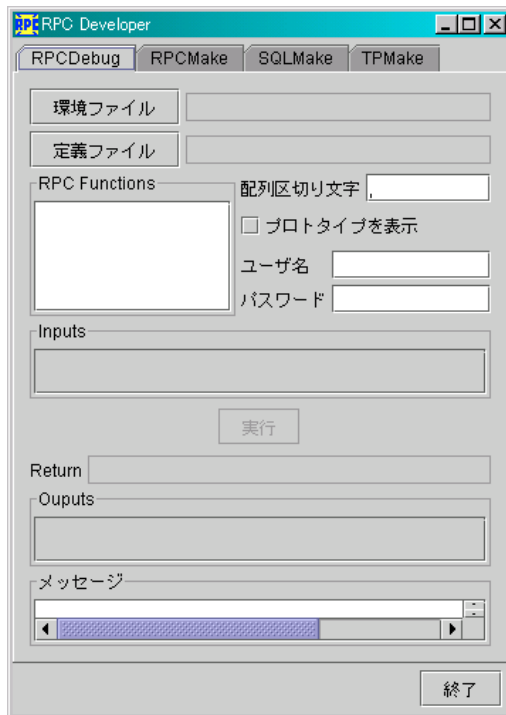 RPC RPC Developer
RPCDebug RPCMake SQLMake TPMake
環境ファイル
定義ファイル
RPC Functions
配列区切り文字 ,
プロトタイプを表示
ユーザ名
パスワード
Inputs
実行
Return
Ouputs
メッセージ
終了